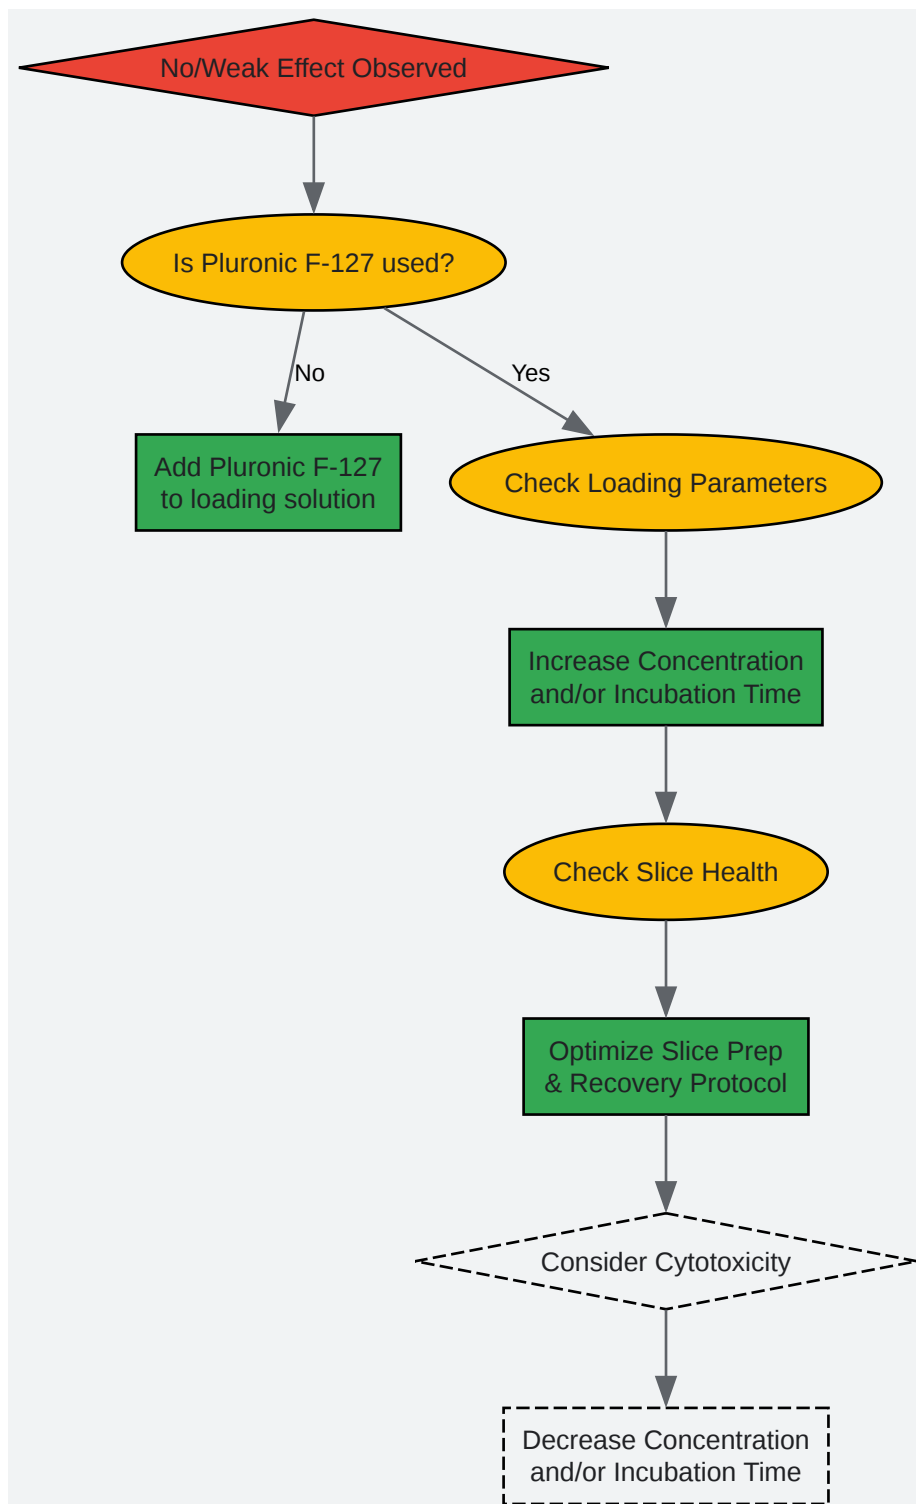 No/Weak Effect Observed
Is Pluronic F-127 used?
No
Yes
Add Pluronic F-127
to loading solution
Check Loading Parameters
Increase Concentration
and/or Incubation Time
Check Slice Health
Optimize Slice Prep
& Recovery Protocol
Consider Cytotoxicity
Decrease Concentration
and/or Incubation Time